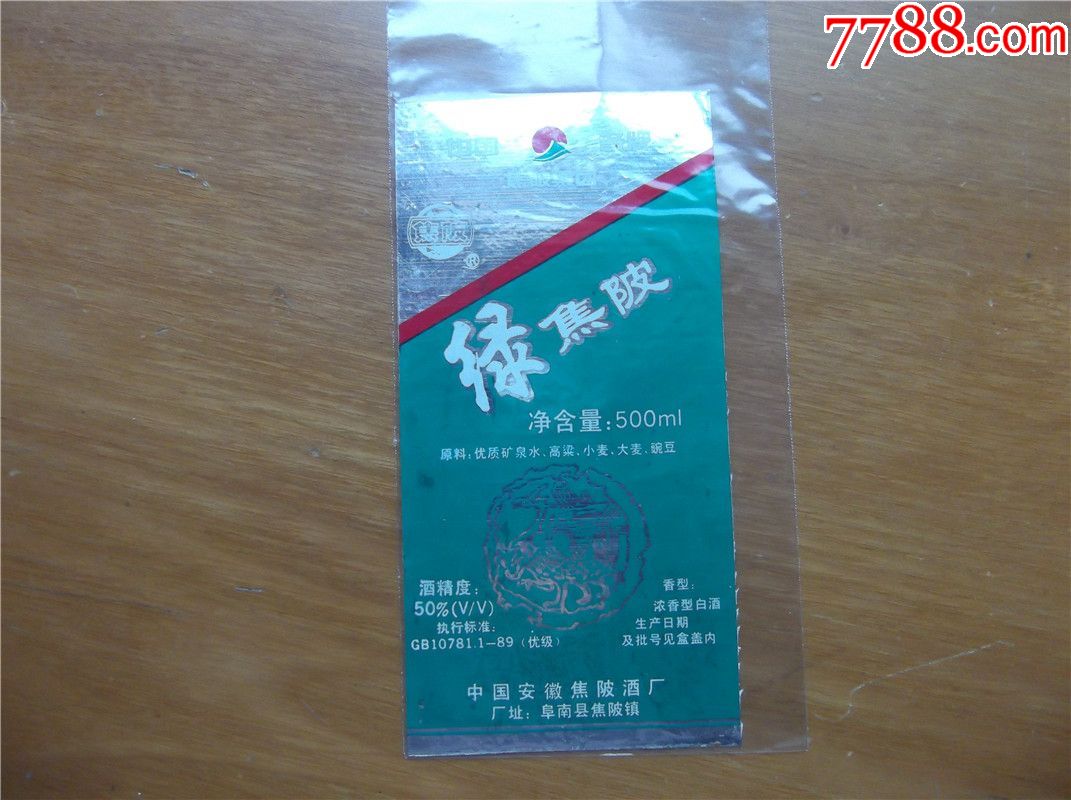 7788.com
焦陂
®
绿焦陂
净含量:500ml
原料:优质矿泉水、高粱、小麦、大麦、豌豆
酒精度:
50%(V/V)
执行标准:
GB10781.1-89(优级)
香型:
浓香型白酒
生产日期
及批号见盒盖内
中国安徽焦陂酒厂
厂址:阜南县焦陂镇